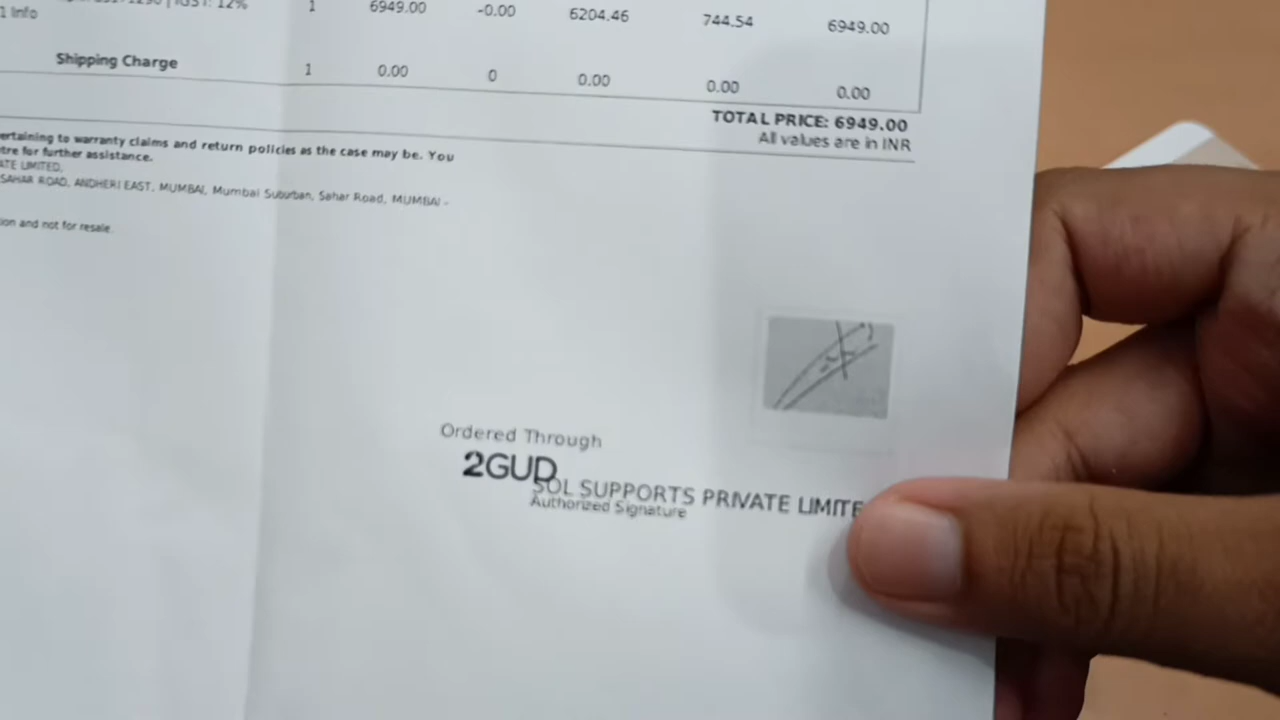 | IGST: 12% 1 6949.00 -0.00 6204.46 744.54 6949.00
1 Info
Shipping Charge 1 0.00 0 0.00 0.00 0.00
TOTAL PRICE: 6949.00
All values are in INR
ertaining to warranty claims and return policies as the case may be. You
tre for further assistance.
ATE LIMITED,
SAHAR ROAD, ANDHERI EAST, MUMBAI, Mumbai Suburban, Sahar Road, MUMBAI -
ion and not for resale.
Ordered Through
2GUD
SOL SUPPORTS PRIVATE LIMITE
Authorized Signature